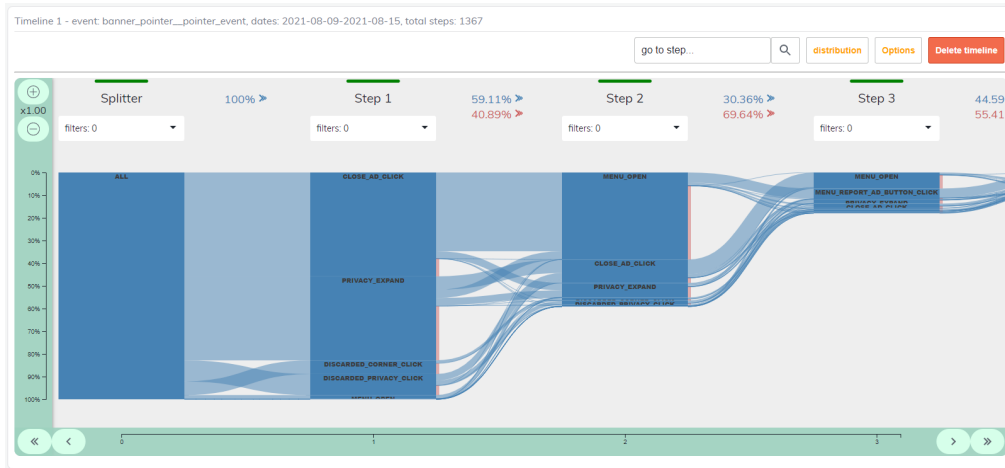 Timeline 1 - event: banner_pointer__pointer_event, dates: 2021-08-09-2021-08-15, total steps: 1367
go to step...
distribution
Options
Delete timeline
x1.00
Splitter
100%
Step 1
59.11%
40.89%
Step 2
30.36%
69.64%
Step 3
44.59
55.41
filters: 0
filters: 0
filters: 0
filters: 0
0%
10%
20%
30%
40%
50%
60%
70%
80%
90%
100%
ALL
CLOSE_AD_CLICK
PRIVACY_EXPAND
DISCARDED_CORNER_CLICK
DISCARDED_PRIVACY_CLICK
MENU_OPEN
MENU_OPEN
CLOSE_AD_CLICK
PRIVACY_EXPAND
DISCARDED_PRIVACY_CLICK
MENU_OPEN
MENU_REPORT_AD_BUTTON_CLICK
PRIVACY_EXPAND
CLOSE_AD_CLICK
0
1
2
3